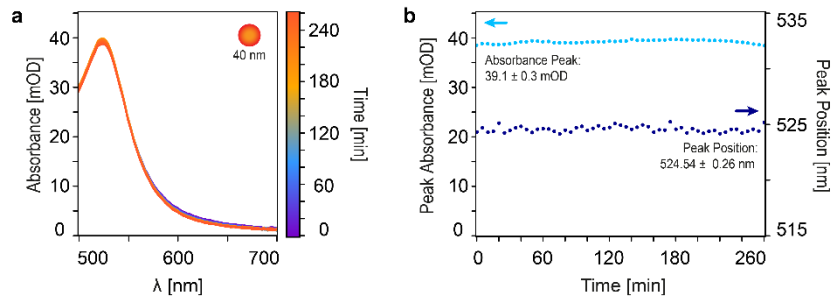 a
40 nm
Absorbance [mOD]
40
30
20
10
0
500
600
700
λ [nm]
240
180
120
60
0
Time [min]
b
Peak Absorbance [mOD]
40
30
20
10
0
Absorbance Peak:
39.1 ± 0.3 mOD
Peak Position:
524.54 ± 0.26 nm
535
525
515
Peak
Position [nm]
0
60
120
180
260
Time [min]